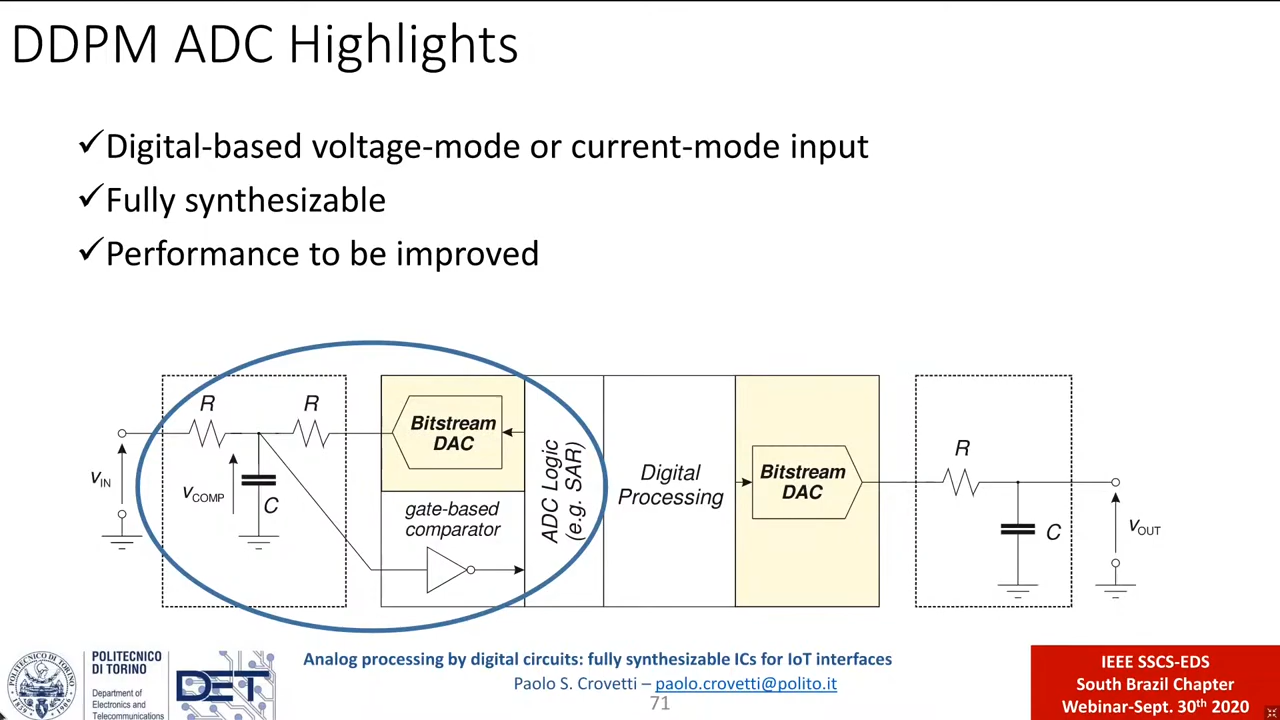 DDPM ADC Highlights
✓Digital-based voltage-mode or current-mode input
✓Fully synthesizable
✓Performance to be improved
R
R
Bitstream
DAC
vIN
vCOMP
C
gate-based
comparator
ADC Logic
(e.g. SAR)
Digital
Processing
Bitstream
DAC
R
C
vOUT
POLITECNICO
DI TORINO
Department of
Electronics and
Telecommunications
DET
Analog processing by digital circuits: fully synthesizable ICs for IoT interfaces
Paolo S. Crovetti – paolo.crovetti@polito.it
71
IEEE SSCS-EDS
South Brazil Chapter
Webinar-Sept. 30th 2020